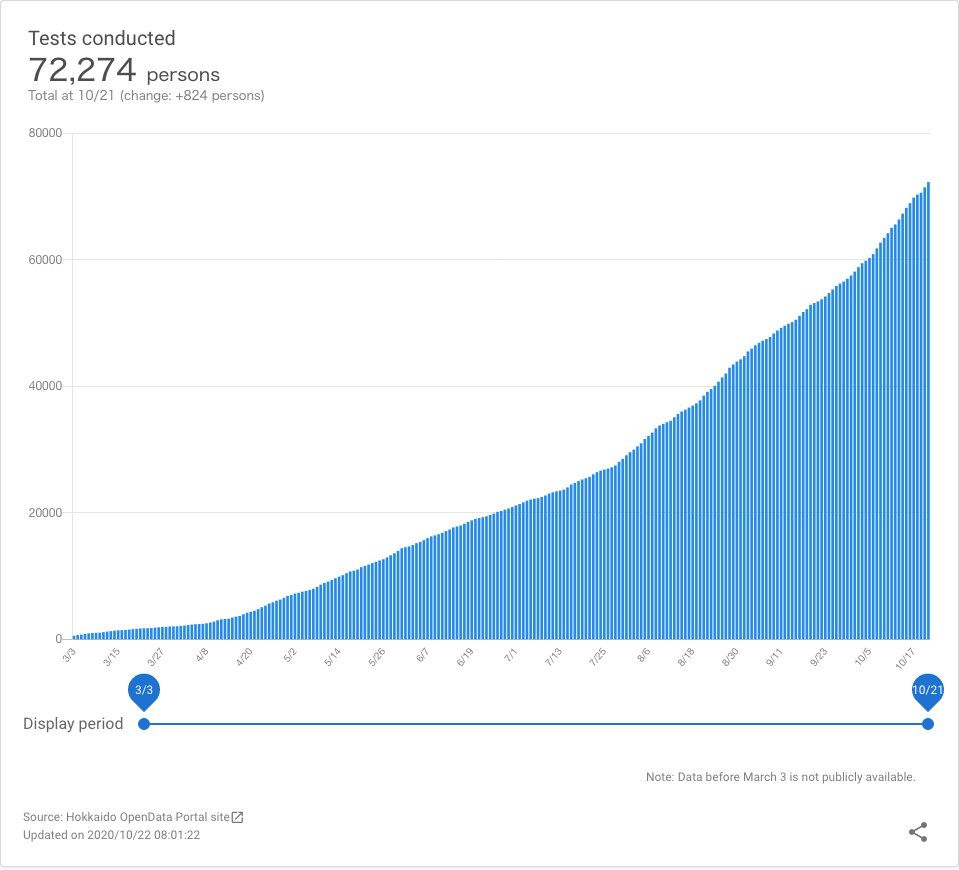 Tests conducted
72,274 persons
Total at 10/21 (change: +824 persons)
80000
60000
40000
20000
0
3/3 3/15 3/27 4/8 4/20 5/2 5/14 5/26 6/7 6/19 7/1 7/13 7/25 8/6 8/18 8/30 9/11 9/23 10/5 10/17
3/3 10/21
Display period
Note: Data before March 3 is not publicly available.
Source: Hokkaido OpenData Portal site
Updated on 2020/10/22 08:01:22